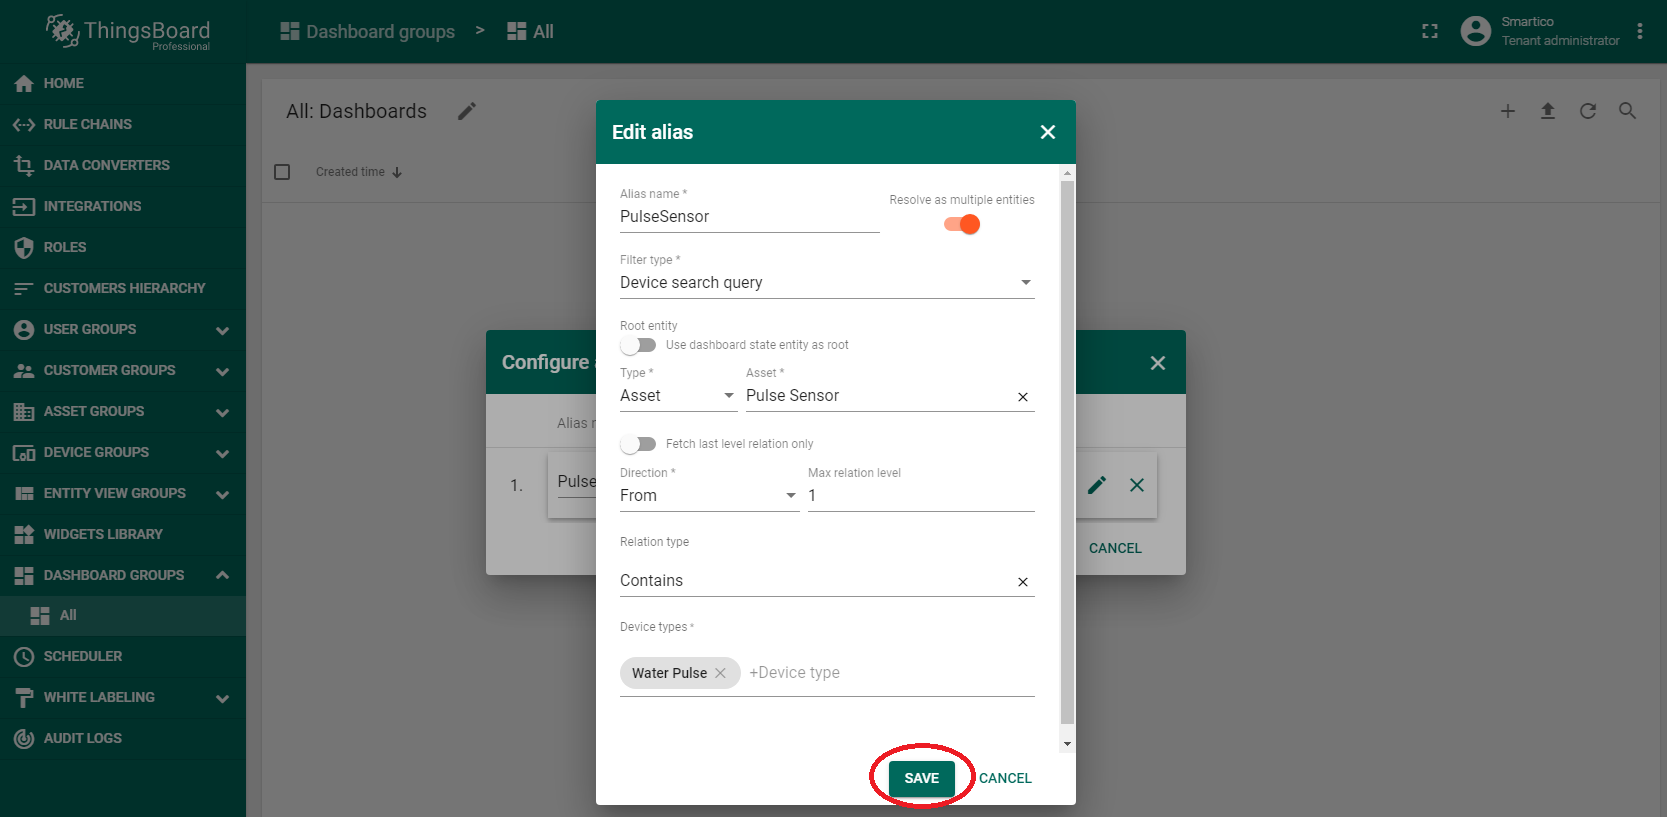 ThingsBoard
Professional
Dashboard groups > All
Smartico
Tenant administrator
HOME
RULE CHAINS
DATA CONVERTERS
INTEGRATIONS
ROLES
CUSTOMERS HIERARCHY
USER GROUPS
CUSTOMER GROUPS
ASSET GROUPS
DEVICE GROUPS
ENTITY VIEW GROUPS
WIDGETS LIBRARY
DASHBOARD GROUPS
All
SCHEDULER
WHITE LABELING
AUDIT LOGS
All: Dashboards
Created time
Configure
Alias
1.
Pulse
CANCEL
Edit alias
Alias name *
PulseSensor
Resolve as multiple entities
Filter type *
Device search query
Root entity
Use dashboard state entity as root
Type *
Asset *
Asset
Pulse Sensor
Fetch last level relation only
Direction *
Max relation level
From
1
Relation type
Contains
Device types *
Water Pulse
+Device type
SAVE
CANCEL